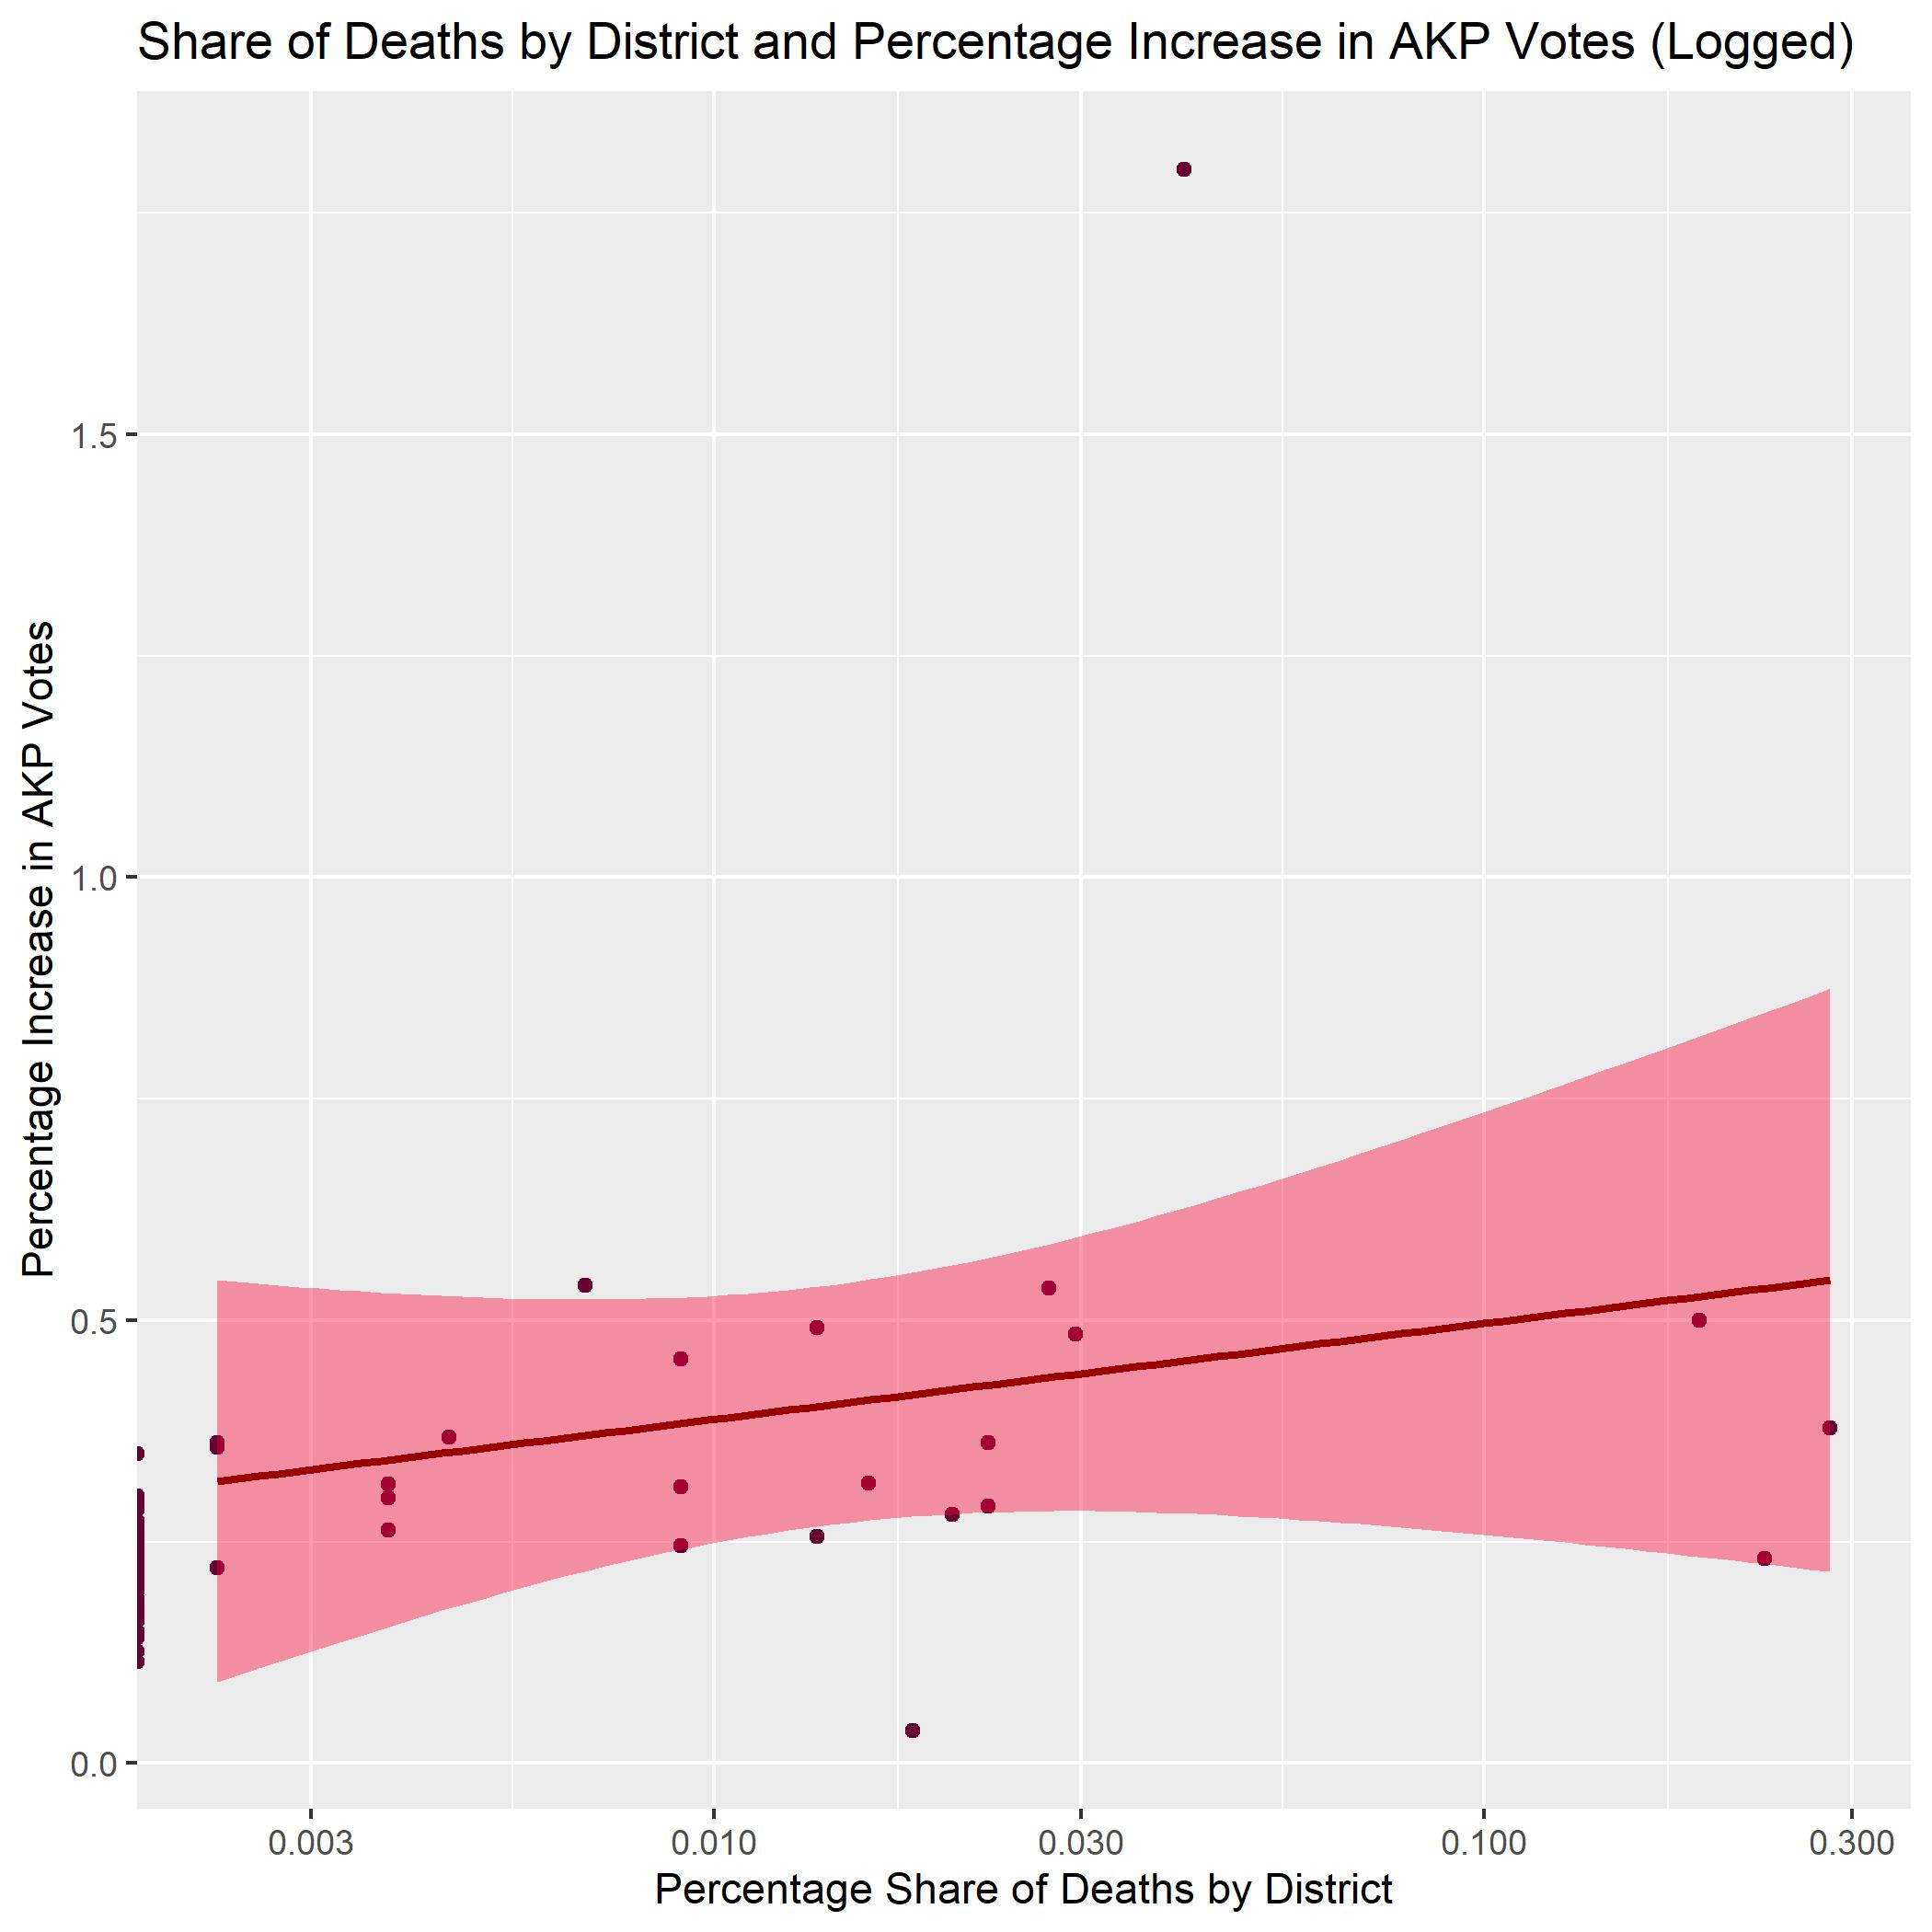 Share of Deaths by District and Percentage Increase in AKP Votes (Logged)
Percentage Increase in AKP Votes
1.5
1.0
0.5
0.0
0.003 0.010 0.030 0.100 0.300
Percentage Share of Deaths by District